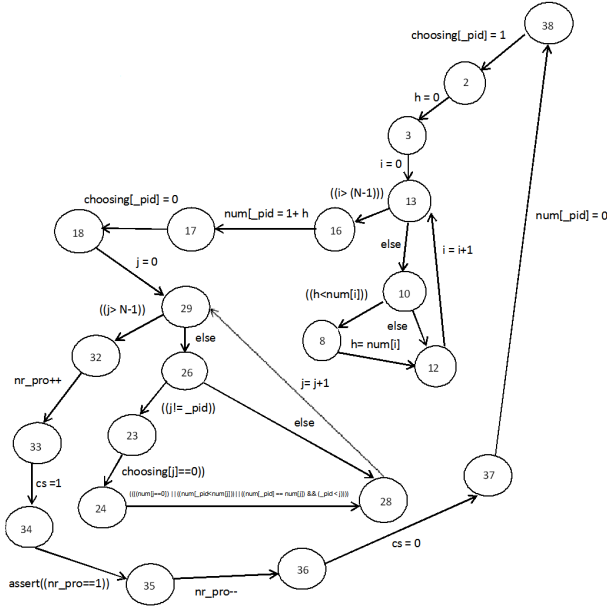 38
choosing[_pid] = 1
2
h = 0
3
i = 0
((i> (N-1)))
13
choosing[_pid] = 0
num[_pid = 1+ h
num[_pid] = 0
18
17
16
else
i = i+1
j = 0
((h<num[i]))
10
((j> N-1))
29
else
8
h= num[i]
12
32
else
26
j= j+1
nr_pro++
((j!= _pid))
else
33
23
choosing[j]==0))
37
cs =1
24
28
34
cs = 0
assert((nr_pro==1))
35
nr_pro--
36